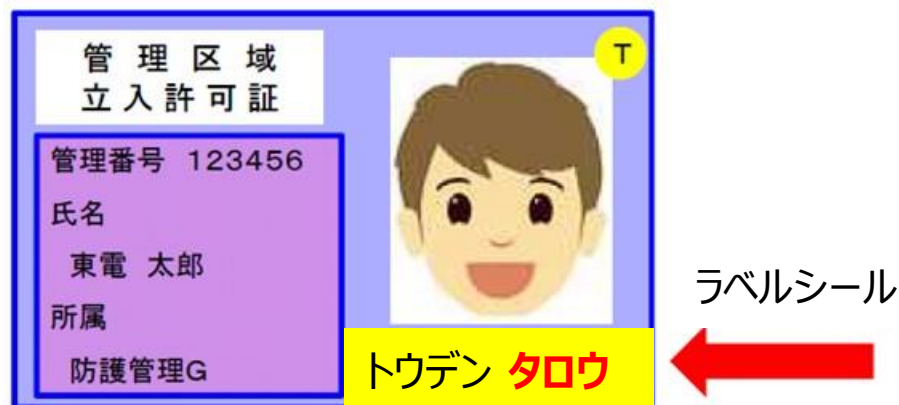 管理区域
立入許可証
T
管理番号 123456
氏名
東電 太郎
所属
防護管理G
トウデン タロウ
ラベルシール